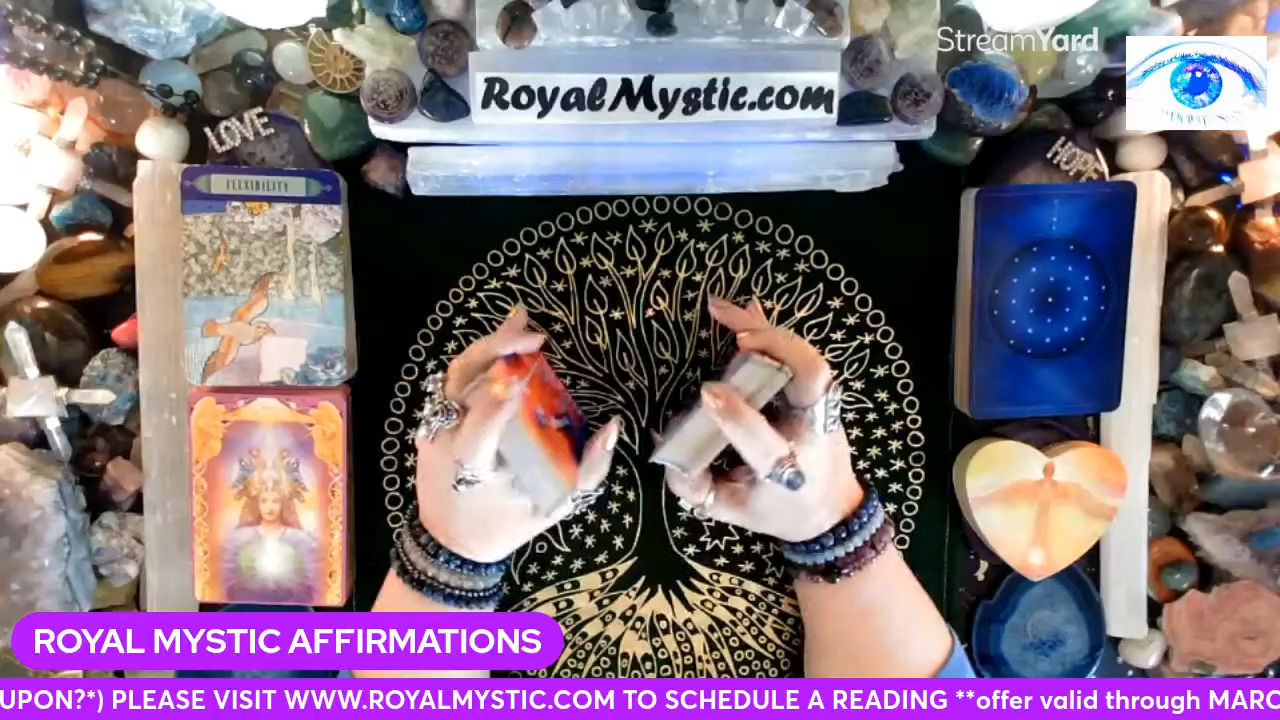 StreamYard
RoyalMystic.com
LOVE
HOPE
FLEXIBILITY
ROYAL MYSTIC AFFIRMATIONS
UPON?*) PLEASE VISIT WWW.ROYALMYSTIC.COM TO SCHEDULE A READING **offer valid through MARC